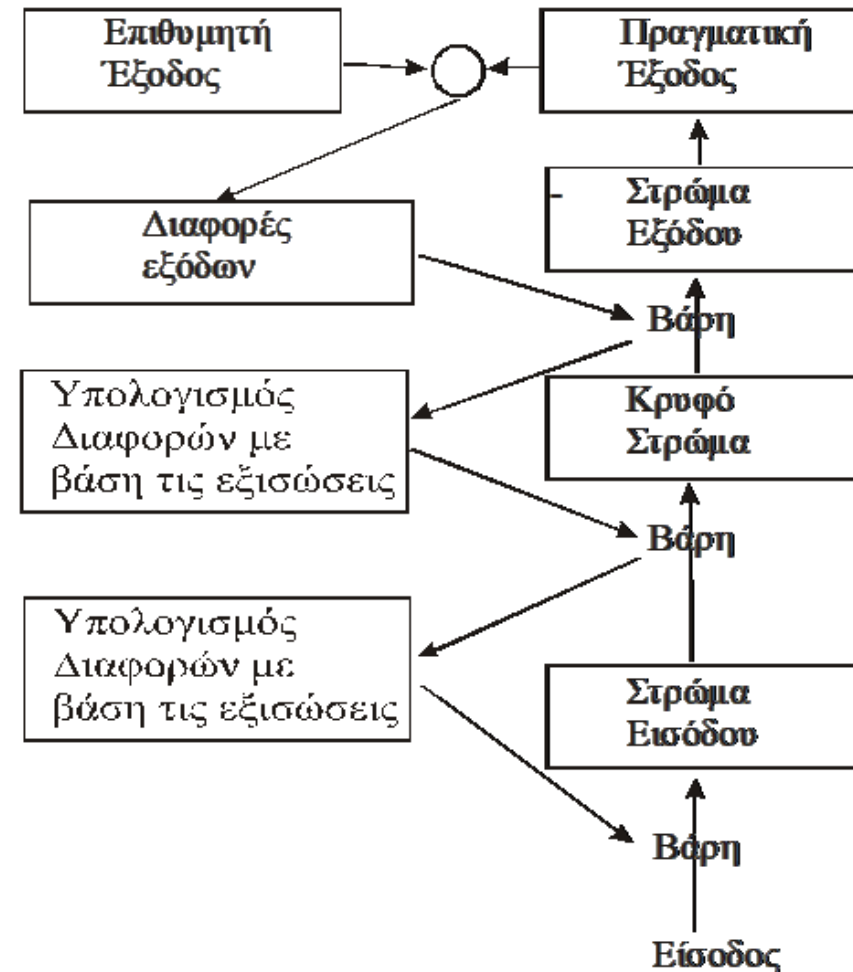 Επιθυμητή
Έξοδος
Πραγματική
Έξοδος
Στρώμα
Εξόδου
Διαφορές
εξόδων
Βάρη
Υπολογισμός
Διαφορών με
βάση τις εξισώσεις
Κρυφό
Στρώμα
Βάρη
Υπολογισμός
Διαφορών με
βάση τις εξισώσεις
Στρώμα
Εισόδου
Βάρη
Είσοδος